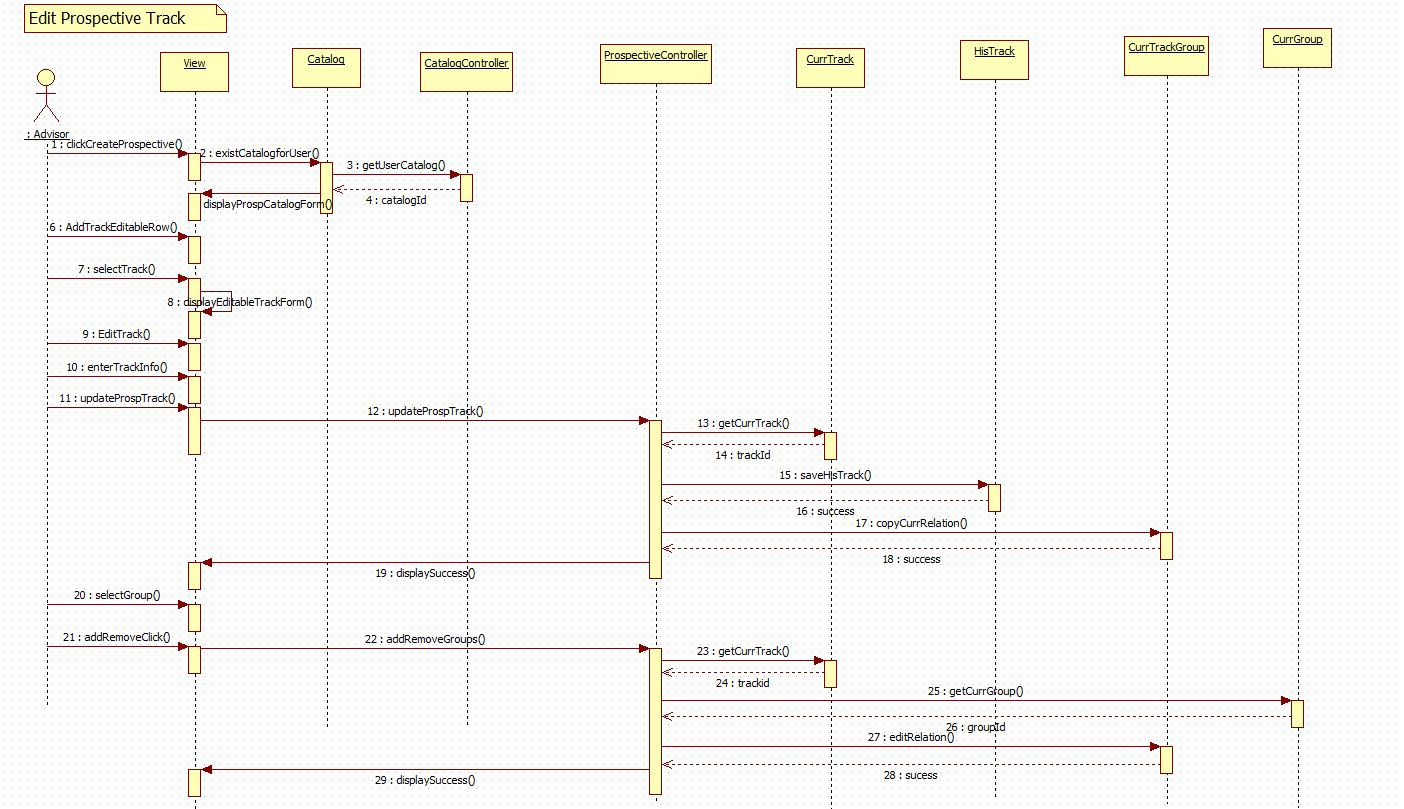 Edit Prospective Track
View
Catalog
CatalogController
ProspectiveController
CurrTrack
HisTrack
CurrTrackGroup
CurrGroup
: Advisor
1 : clickCreateProspective()
2 : existCatalogforUser()
3 : getUserCatalog()
4 : catalogId
displayProspCatalogForm()
6 : AddTrackEditableRow()
7 : selectTrack()
8 : displayEditableTrackForm()
9 : EditTrack()
10 : enterTrackInfo()
11 : updateProspTrack()
12 : updateProspTrack()
13 : getCurrTrack()
14 : trackId
15 : saveHisTrack()
16 : success
17 : copyCurrRelation()
18 : success
19 : displaySuccess()
20 : selectGroup()
21 : addRemoveClick()
22 : addRemoveGroups()
23 : getCurrTrack()
24 : trackid
25 : getCurrGroup()
26 : groupId
27 : editRelation()
28 : sucess
29 : displaySuccess()